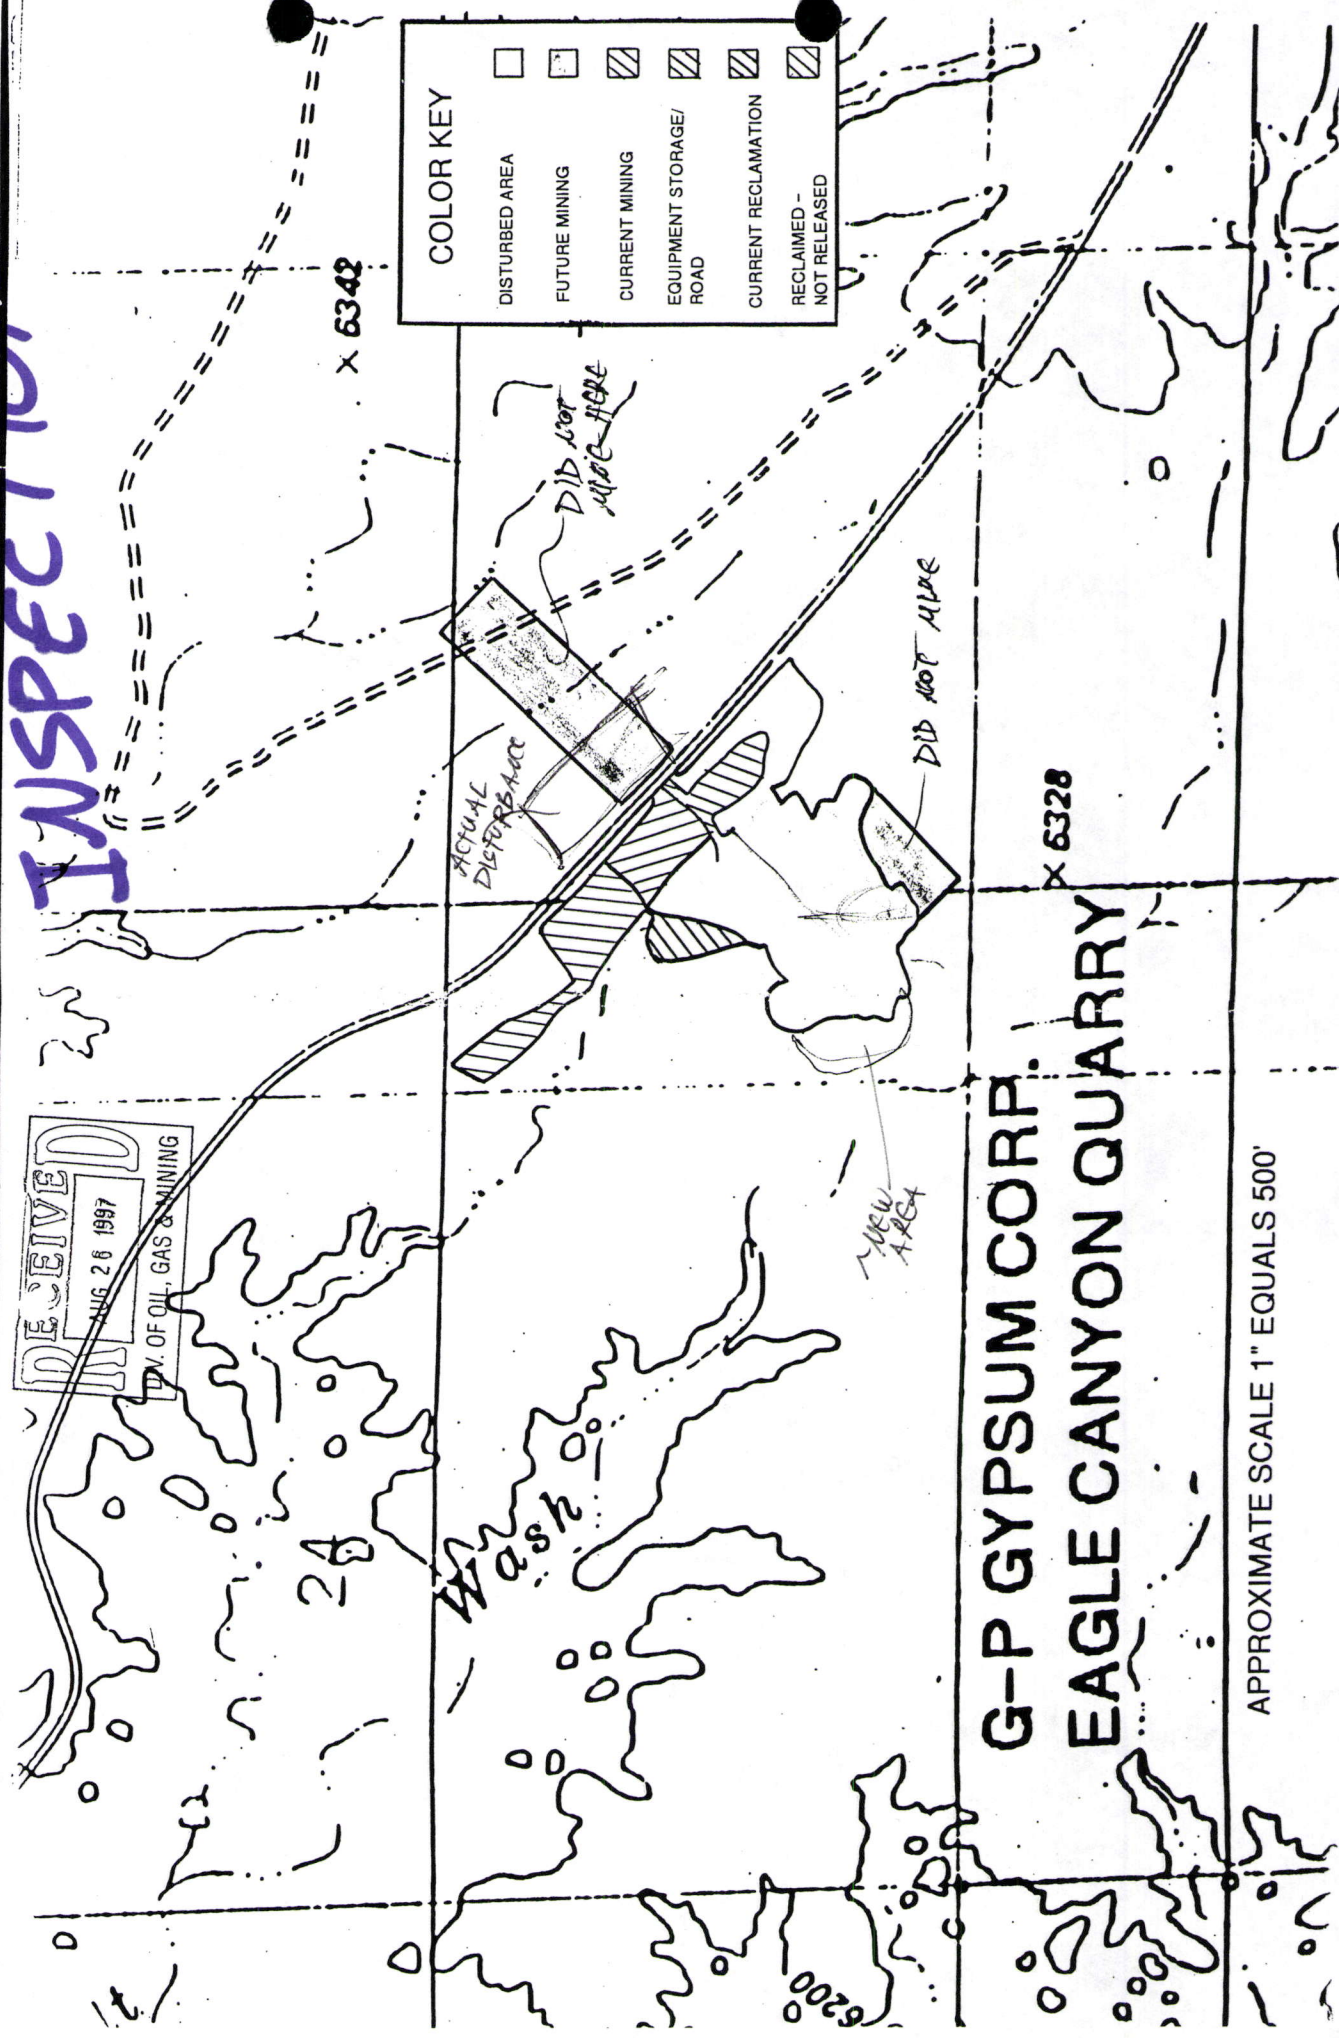 INSPECTION
RECEIVED
AUG 26 1997
DIV. OF OIL, GAS & MINING
x 6342
COLOR KEY
DISTURBED AREA
FUTURE MINING
CURRENT MINING
EQUIPMENT STORAGE/
ROAD
CURRENT RECLAMATION
RECLAIMED -
NOT RELEASED
DID NOT
MINE HERE
ACTUAL
DISTURBANCE
DID NOT MINE
x 6328
~NEW
AREA
24
Wash
6200
G-P GYPSUM CORP.
EAGLE CANYON QUARRY
APPROXIMATE SCALE 1" EQUALS 500'